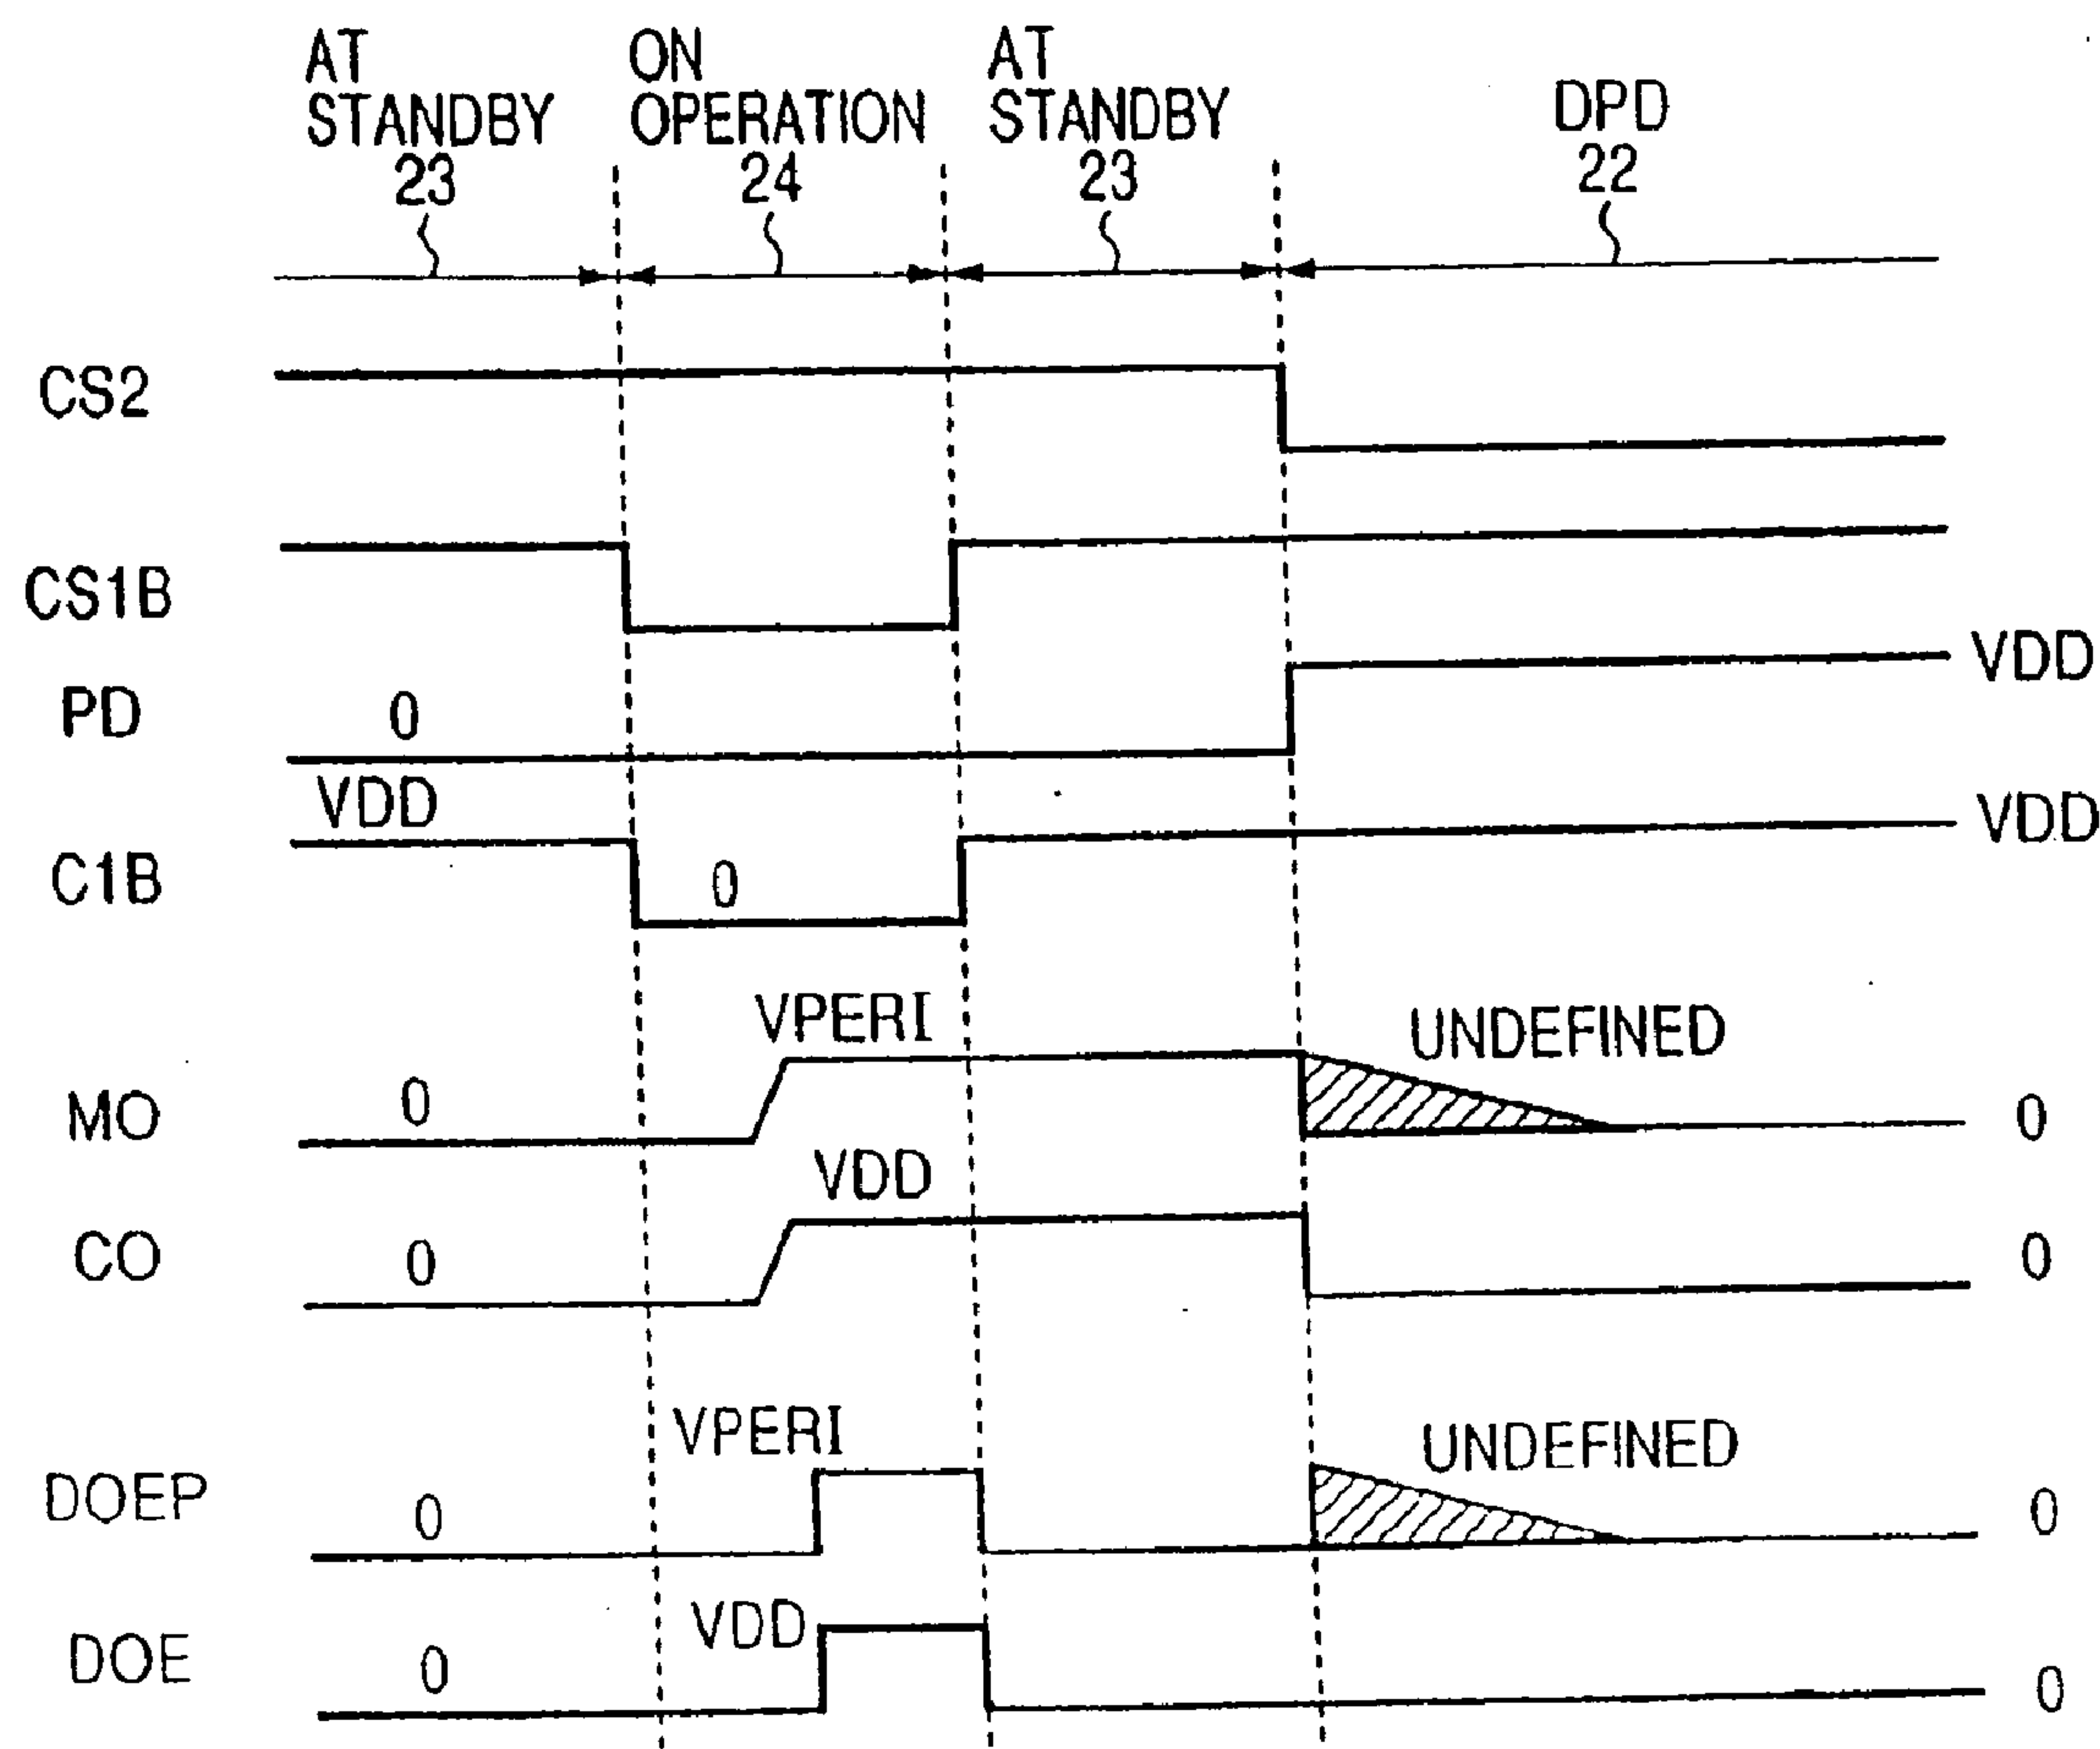 AT STANDBY 23
ON OPERATION 24
AT STANDBY 23
DPD 22
CS2
CS1B
PD 0 VDD
C1B VDD 0 VDD
MO 0 VPERI UNDEFINED 0
CO 0 VDD 0
DOEP 0 VPERI UNDEFINED 0
DOE 0 VDD 0